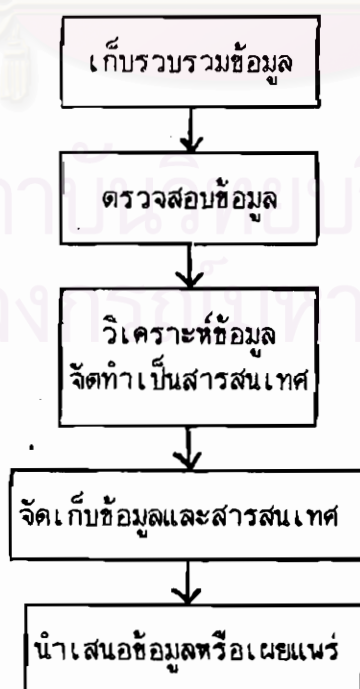 เก็บรวบรวมข้อมูล
ตรวจสอบข้อมูล
วิเคราะห์ข้อมูล
จัดทำเป็นสารสนเทศ
จัดเก็บข้อมูลและสารสนเทศ
นำเสนอข้อมูลหรือเผยแพร่